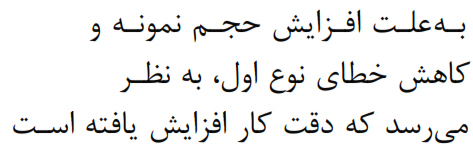 به‌علت افزایش حجم نمونه و
کاهش خطای نوع اول، به نظر
می‌رسد که دقت کار افزایش یافته است